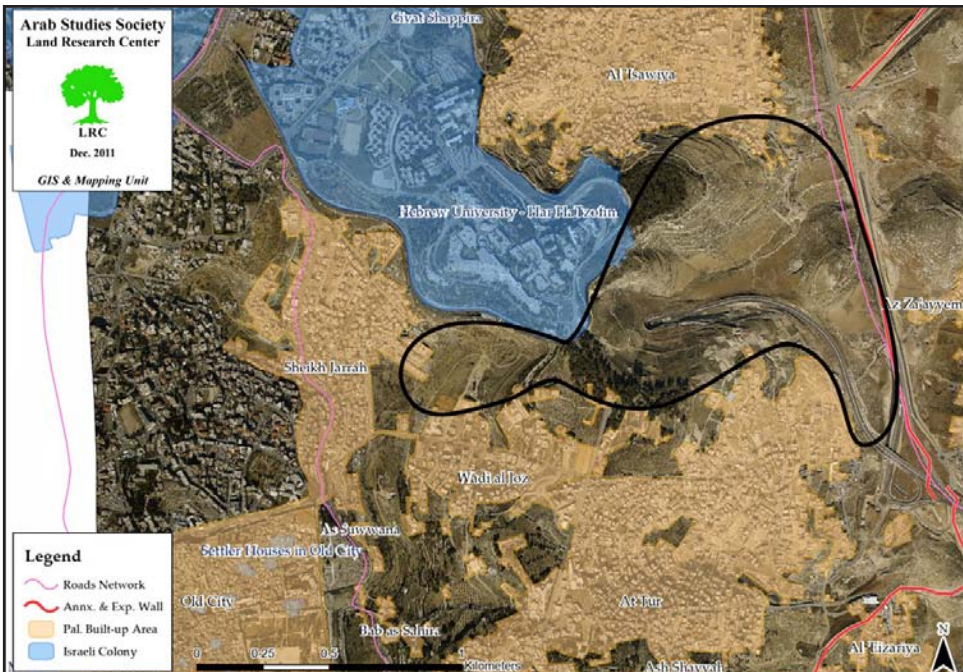 Arab Studies Society
Land Research Center
LRC
Dec. 2011
GIS & Mapping Unit
Givat Shappira
Al 'Isawiya
Hebrew University - Har HaTzofim
Az Za'ayyem
Sheikh Jarrah
Wadi al Joz
As Suwwana
Settler Houses in Old City
Old City
At Tur
Bab as Sahira
Al 'Eizariya
Ash Shayyah
Legend
Roads Network
Annx. & Exp. Wall
Pal. Built-up Area
Israeli Colony
0 0.25 0.5 1
Kilometers
N